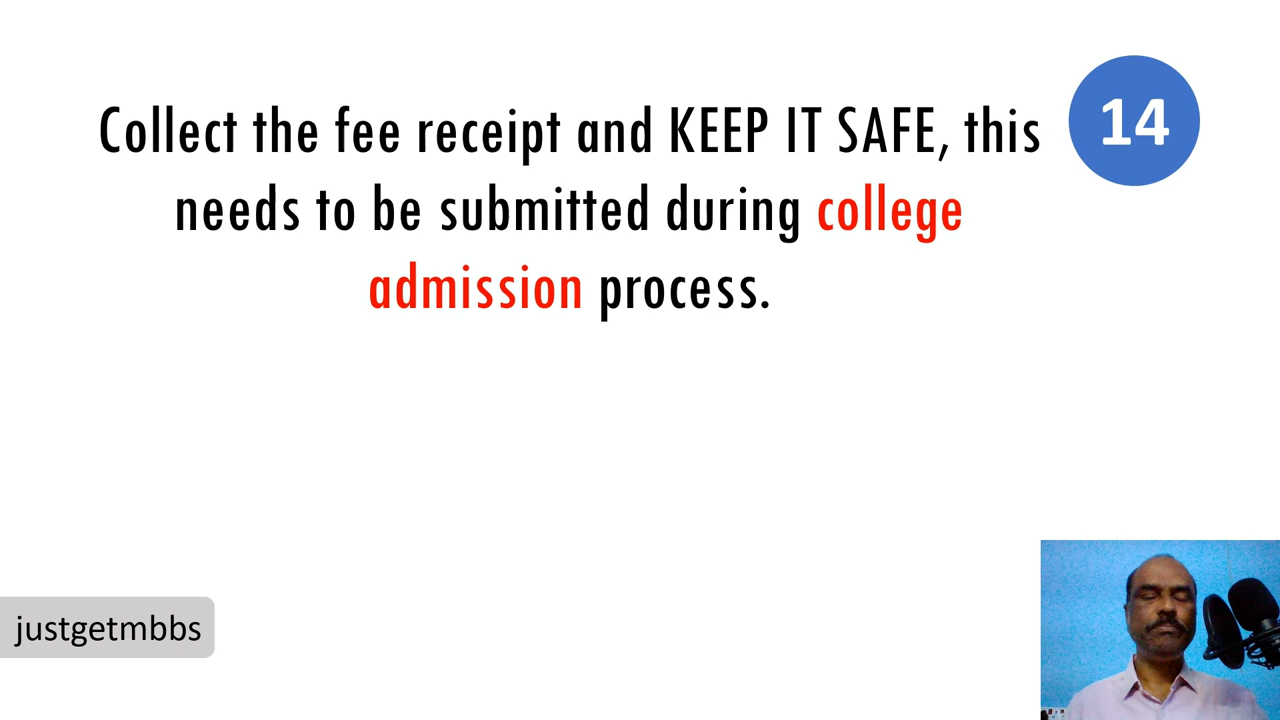 Collect the fee receipt and KEEP IT SAFE, this
needs to be submitted during college
admission process.
14
justgetmbbs